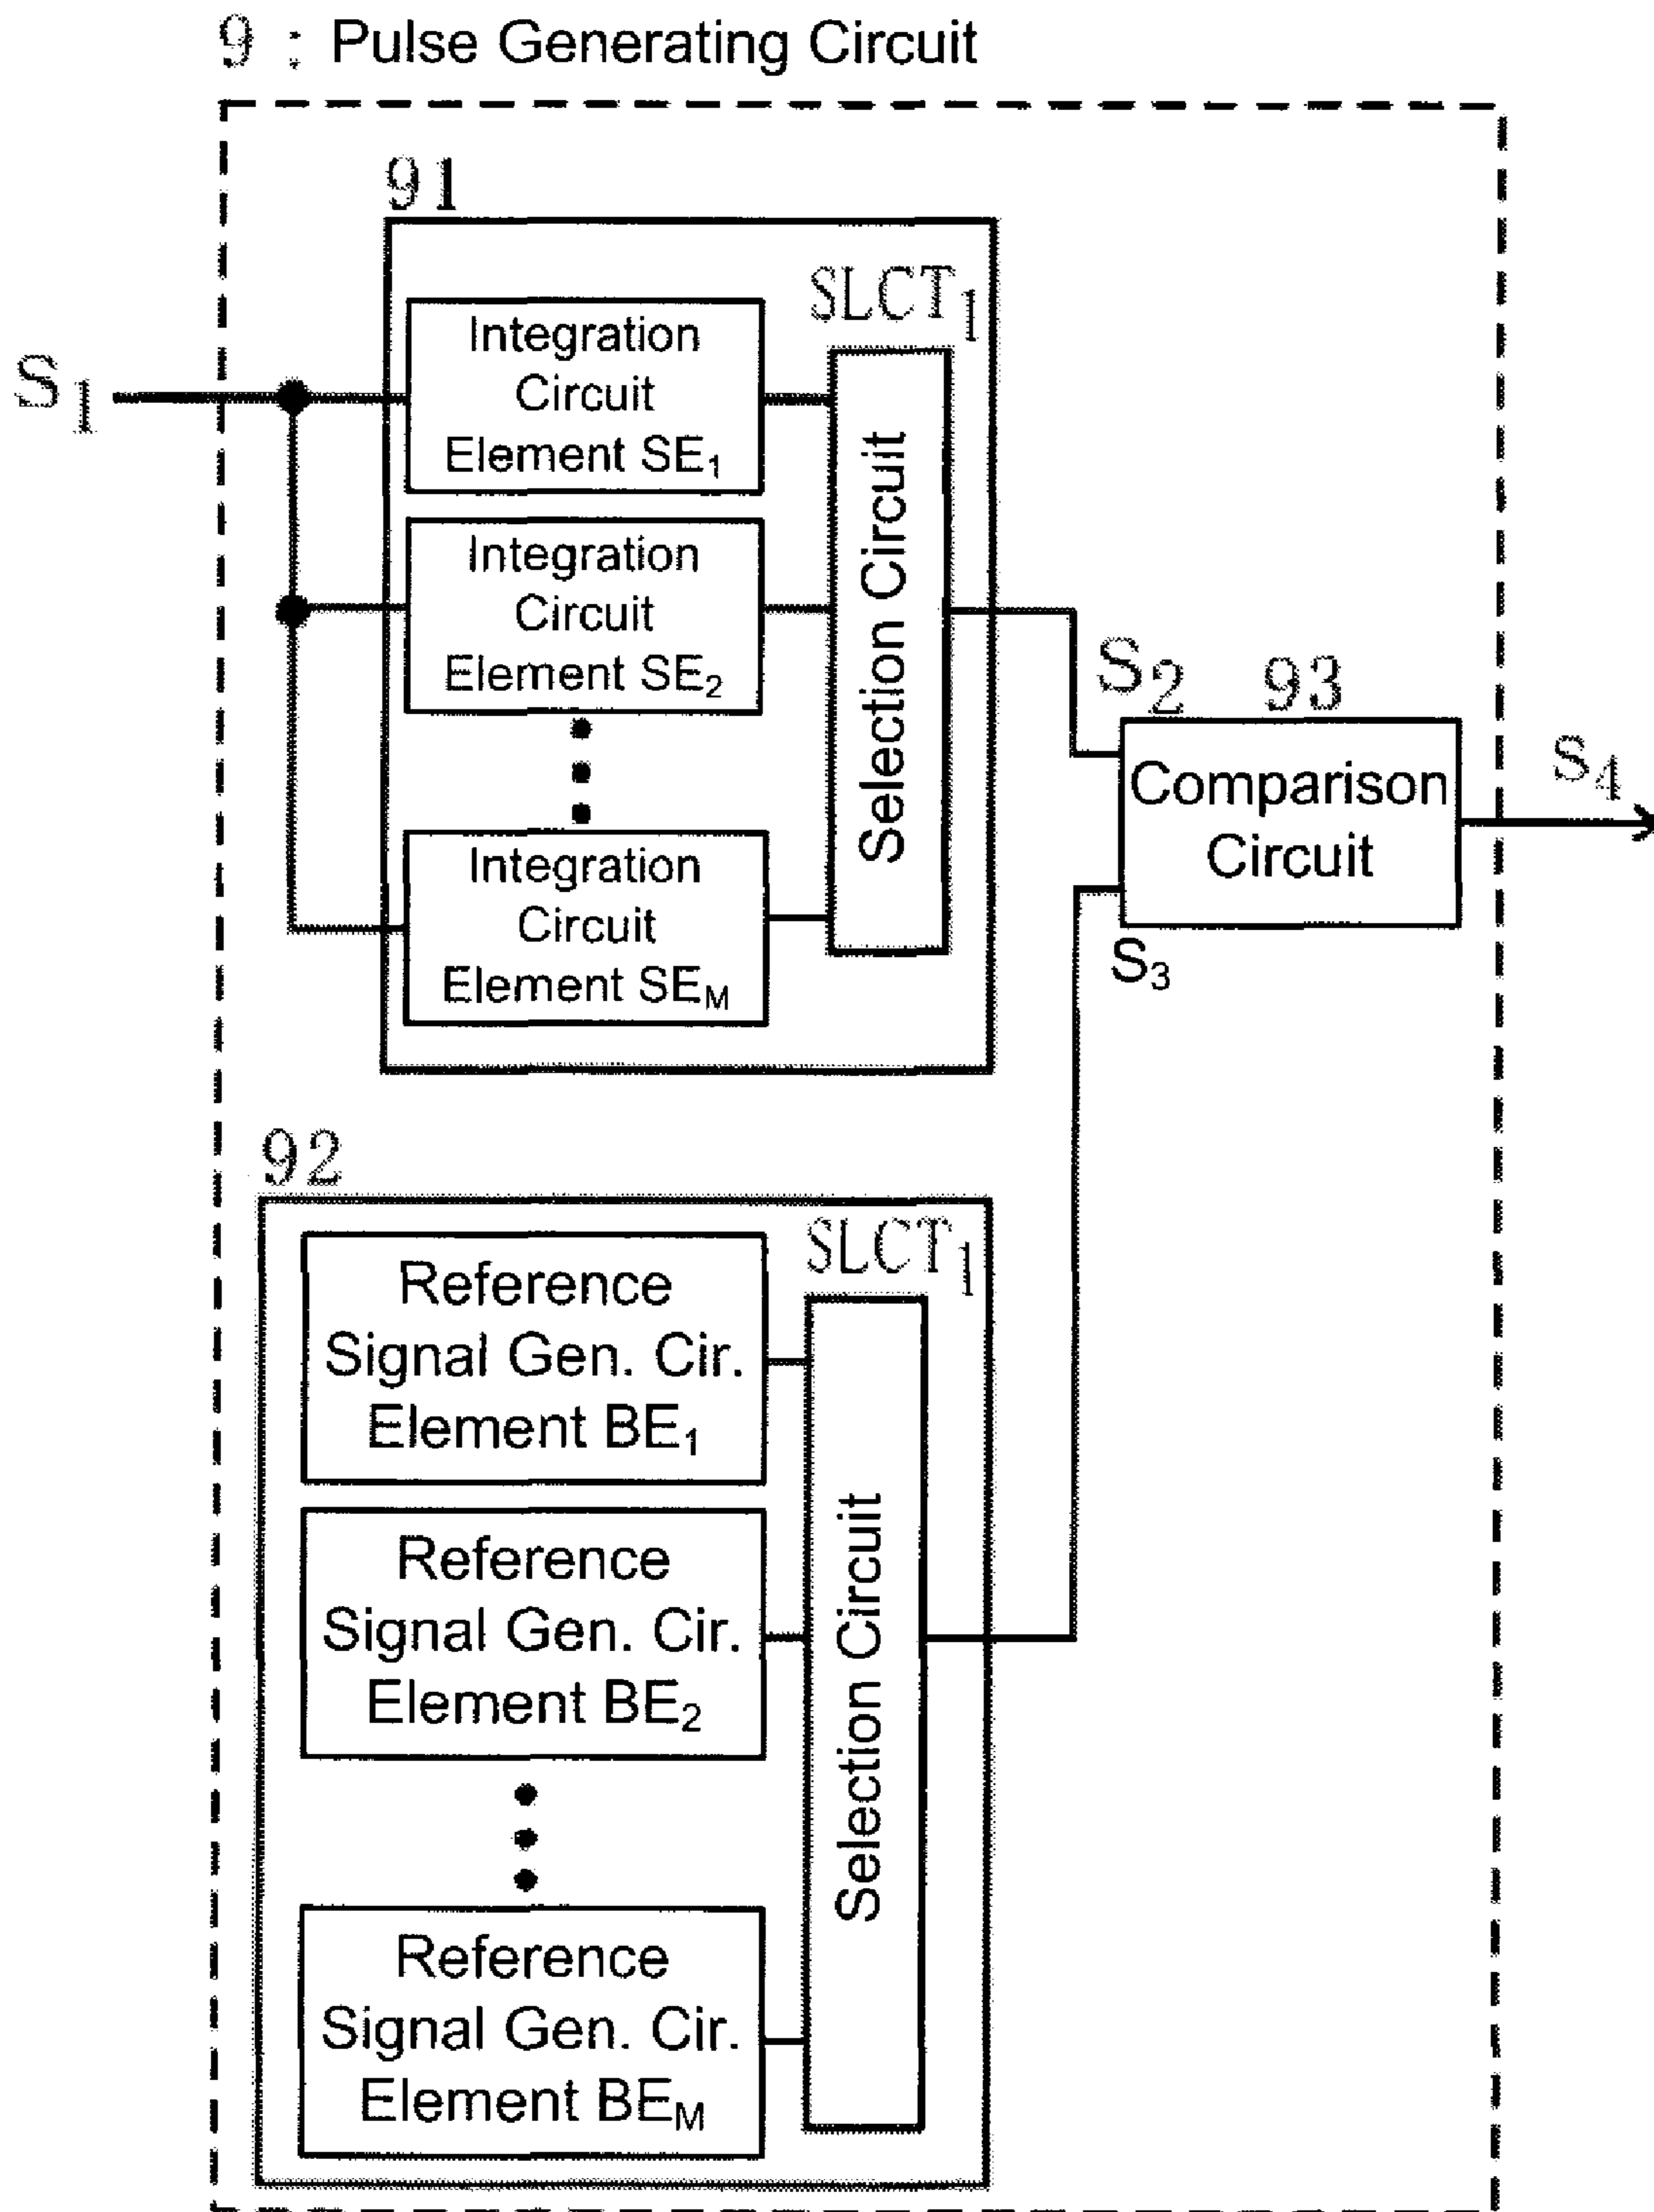 9 : Pulse Generating Circuit
91
SLCT₁
Integration
Circuit
Element SE₁
S₁
Integration
Circuit
Element SE₂
Selection Circuit
Integration
Circuit
Element SE_M
S₂
93
Comparison
Circuit
S₄
S₃
92
SLCT₁
Reference
Signal Gen. Cir.
Element BE₁
Reference
Signal Gen. Cir.
Element BE₂
Selection Circuit
Reference
Signal Gen. Cir.
Element BE_M